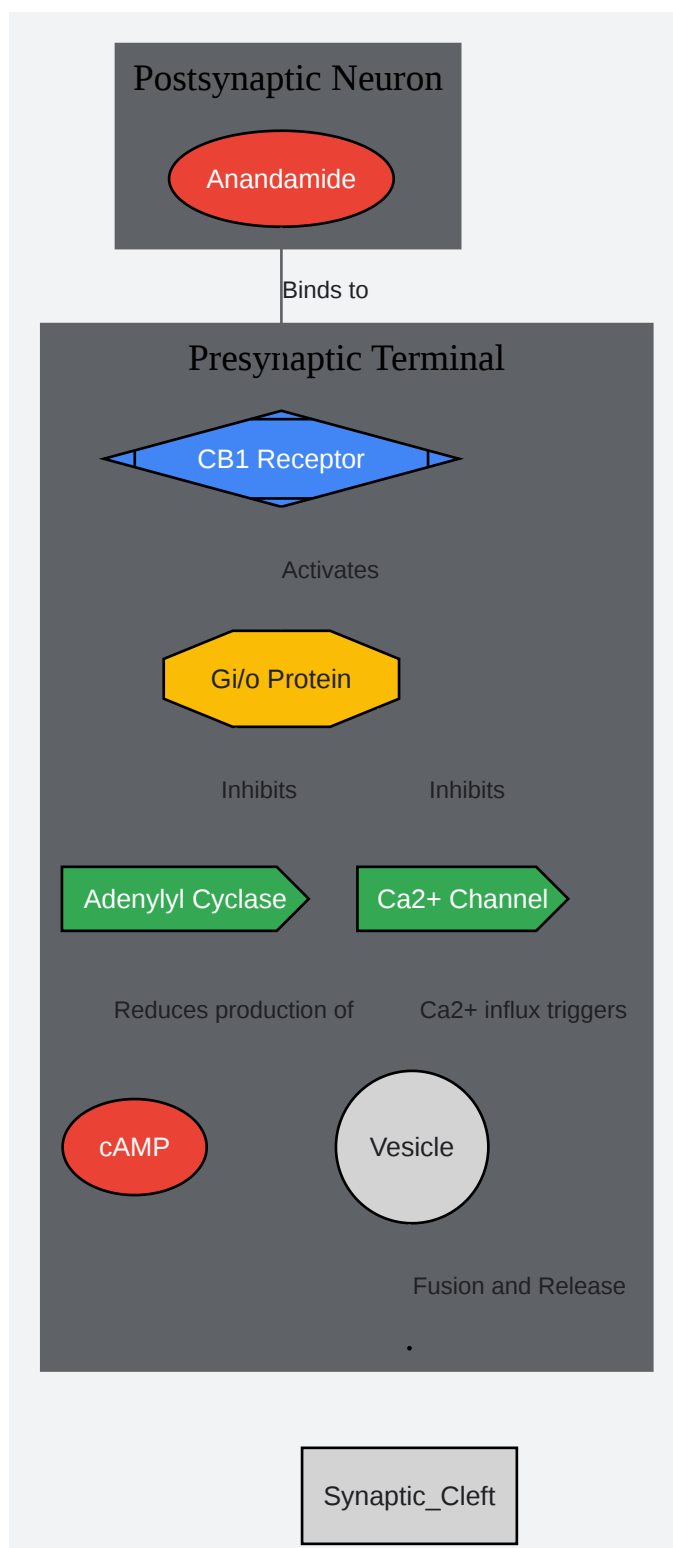 Postsynaptic Neuron
Anandamide
Binds to
Presynaptic Terminal
CB1 Receptor
Activates
Gi/o Protein
Inhibits
Inhibits
Adenylyl Cyclase
Ca2+ Channel
Reduces production of
Ca2+ influx triggers
cAMP
Vesicle
Fusion and Release
Synaptic_Cleft